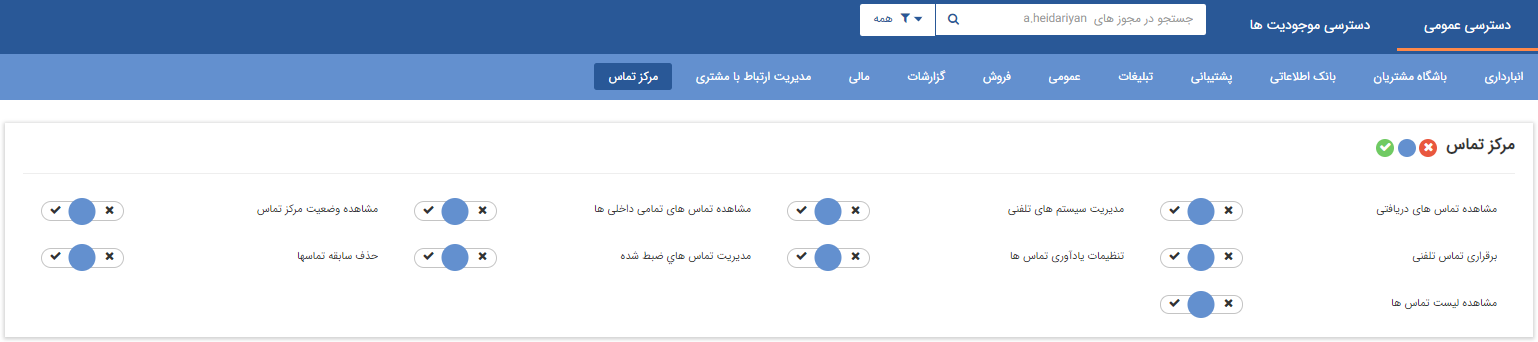 دسترسی عمومی
دسترسی موجودیت ها
جستجو در مجوز های a.heidariyan
همه
انبارداری
باشگاه مشتریان
بانک اطلاعاتی
پشتیبانی
تبلیغات
عمومی
فروش
گزارشات
مالی
مدیریت ارتباط با مشتری
مرکز تماس
مرکز تماس
مشاهده تماس های دریافتی
مدیریت سیستم های تلفنی
مشاهده تماس های تمامی داخلی ها
مشاهده وضعیت مرکز تماس
برقراری تماس تلفنی
تنظیمات یادآوری تماس ها
مدیریت تماس هاي ضبط شده
حذف سابقه تماسها
مشاهده لیست تماس ها